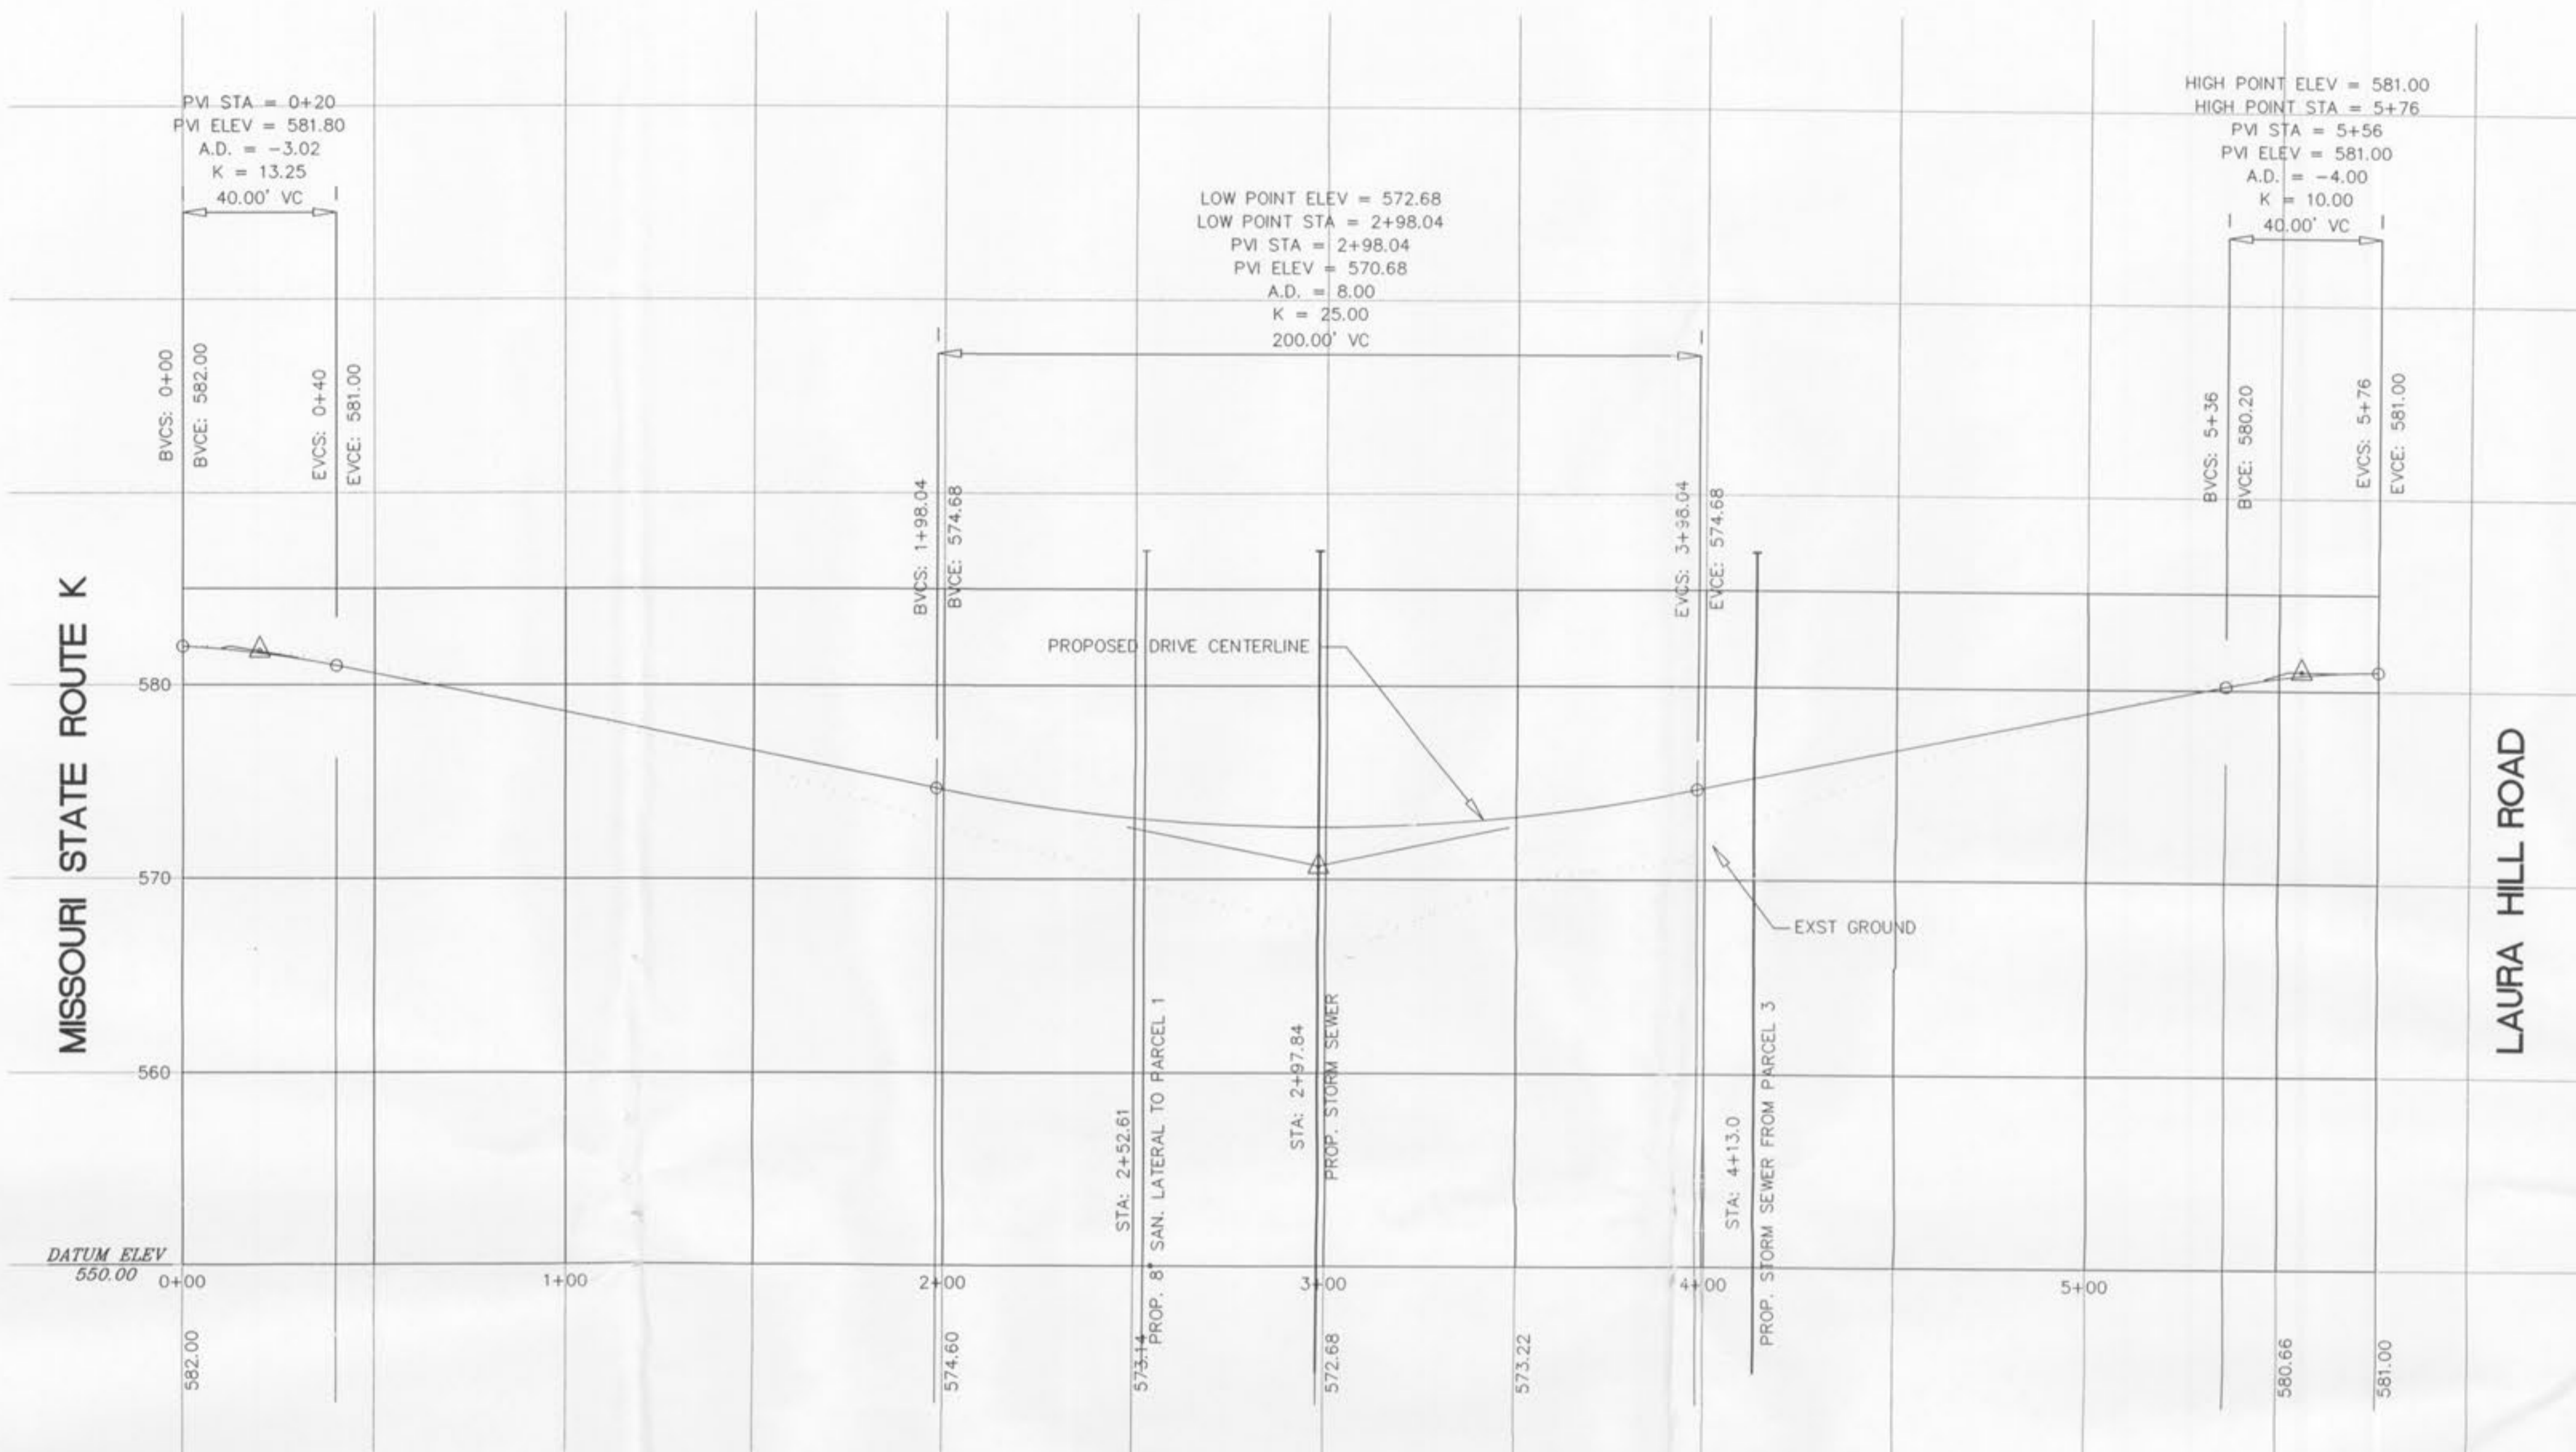 PVI STA = 0+20
PVI ELEV = 581.80
A.D. = -3.02
K = 13.25
40.00' VC
LOW POINT ELEV = 572.68
LOW POINT STA = 2+98.04
PVI STA = 2+98.04
PVI ELEV = 570.68
A.D. = 8.00
K = 25.00
200.00' VC
HIGH POINT ELEV = 581.00
HIGH POINT STA = 5+76
PVI STA = 5+56
PVI ELEV = 581.00
A.D. = -4.00
K = 10.00
40.00' VC
BVCS: 0+00
BVCE: 582.00
EVCS: 0+40
EVCE: 581.00
BVCS: 1+98.04
BVCE: 574.68
EVCS: 3+98.04
EVCE: 574.68
BVCS: 5+36
BVCE: 580.20
EVCS: 5+76
EVCE: 581.00
MISSOURI STATE ROUTE K
LAURA HILL ROAD
PROPOSED DRIVE CENTERLINE
EXST GROUND
580
570
560
STA: 2+52.61
PROP. 8" SAN. LATERAL TO PARCEL 1
STA: 2+97.84
PROP. STORM SEWER
STA: 4+13.0
PROP. STORM SEWER FROM PARCEL 3
DATUM ELEV
550.00
0+00
1+00
2+00
3+00
4+00
5+00
582.00
574.60
573.14
572.68
573.22
580.66
581.00